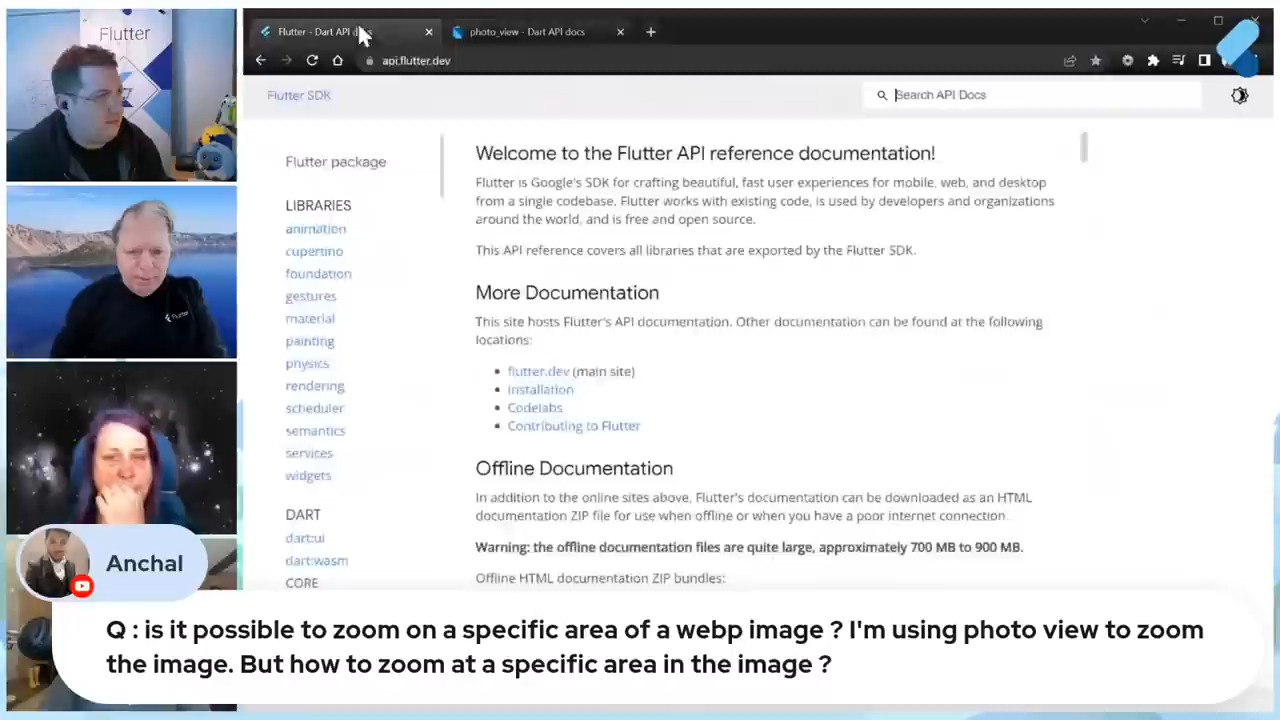 Flutter
Flutter - Dart API docs
photo_view - Dart API docs
api.flutter.dev
Flutter SDK
Search API Docs
Flutter package
LIBRARIES
animation
cupertino
foundation
gestures
material
painting
physics
rendering
scheduler
semantics
services
widgets
DART
dart:ui
dart:wasm
CORE
Welcome to the Flutter API reference documentation!
Flutter is Google's SDK for crafting beautiful, fast user experiences for mobile, web, and desktop
from a single codebase. Flutter works with existing code, is used by developers and organizations
around the world, and is free and open source.
This API reference covers all libraries that are exported by the Flutter SDK.
More Documentation
This site hosts Flutter's API documentation. Other documentation can be found at the following
locations:
flutter.dev (main site)
Installation
Codelabs
Contributing to Flutter
Offline Documentation
In addition to the online sites above, Flutter's documentation can be downloaded as an HTML
documentation ZIP file for use when offline or when you have a poor internet connection.
Warning: the offline documentation files are quite large, approximately 700 MB to 900 MB.
Offline HTML documentation ZIP bundles:
Flutter
Anchal
Q : is it possible to zoom on a specific area of a webp image ? I'm using photo view to zoom
the image. But how to zoom at a specific area in the image ?